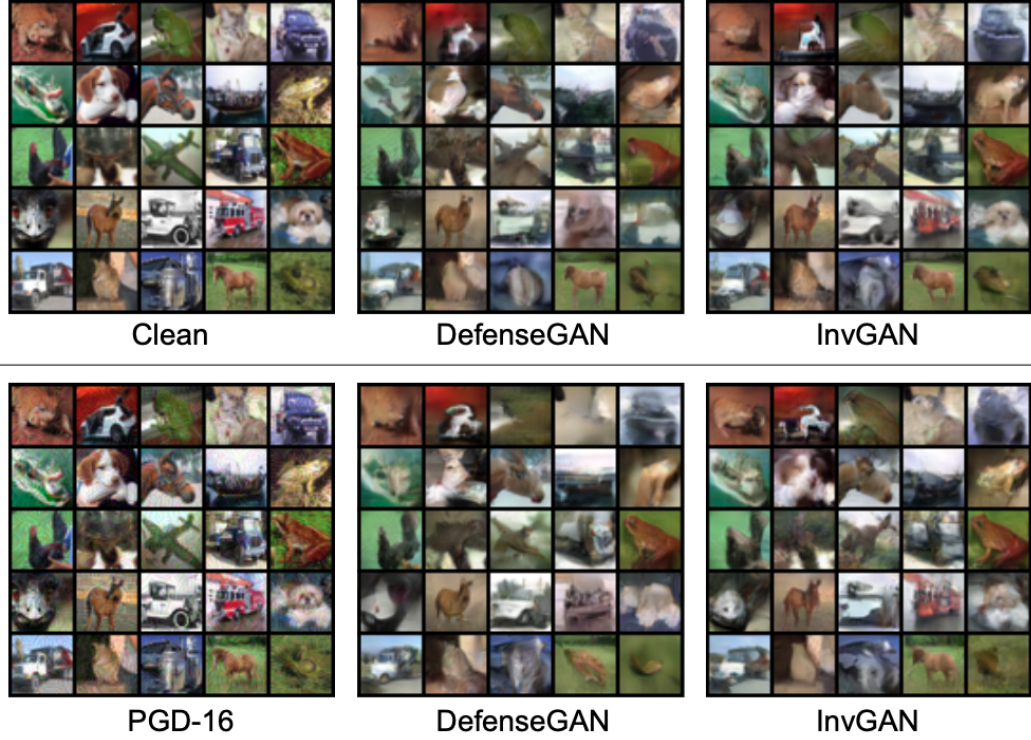 Clean
DefenseGAN
InvGAN
PGD-16
DefenseGAN
InvGAN